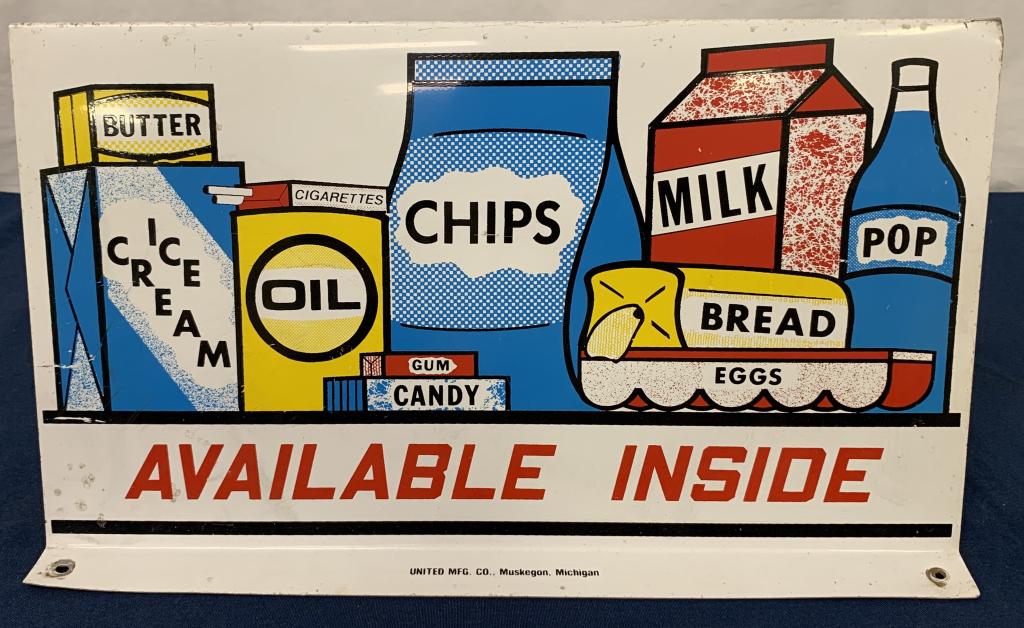 BUTTER
ICE
CREAM
CIGARETTES
OIL
CHIPS
GUM
CANDY
MILK
POP
BREAD
EGGS
AVAILABLE INSIDE
UNITED MFG. CO., Muskegon, Michigan